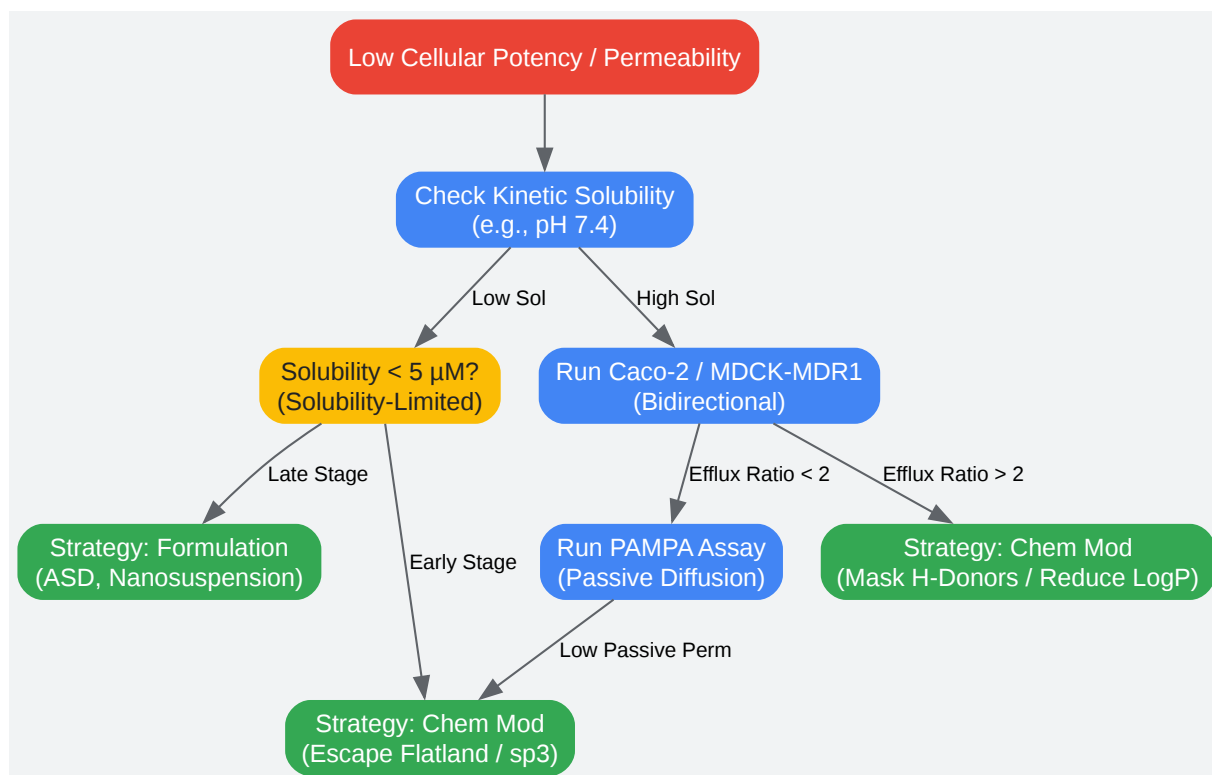 Low Cellular Potency / Permeability
Check Kinetic Solubility
(e.g., pH 7.4)
Low Sol
High Sol
Solubility < 5 µM?
(Solubility-Limited)
Run Caco-2 / MDCK-MDR1
(Bidirectional)
Late Stage
Efflux Ratio < 2
Efflux Ratio > 2
Strategy: Formulation
(ASD, Nanosuspension)
Early Stage
Run PAMPA Assay
(Passive Diffusion)
Strategy: Chem Mod
(Mask H-Donors / Reduce LogP)
Low Passive Perm
Strategy: Chem Mod
(Escape Flatland / sp3)